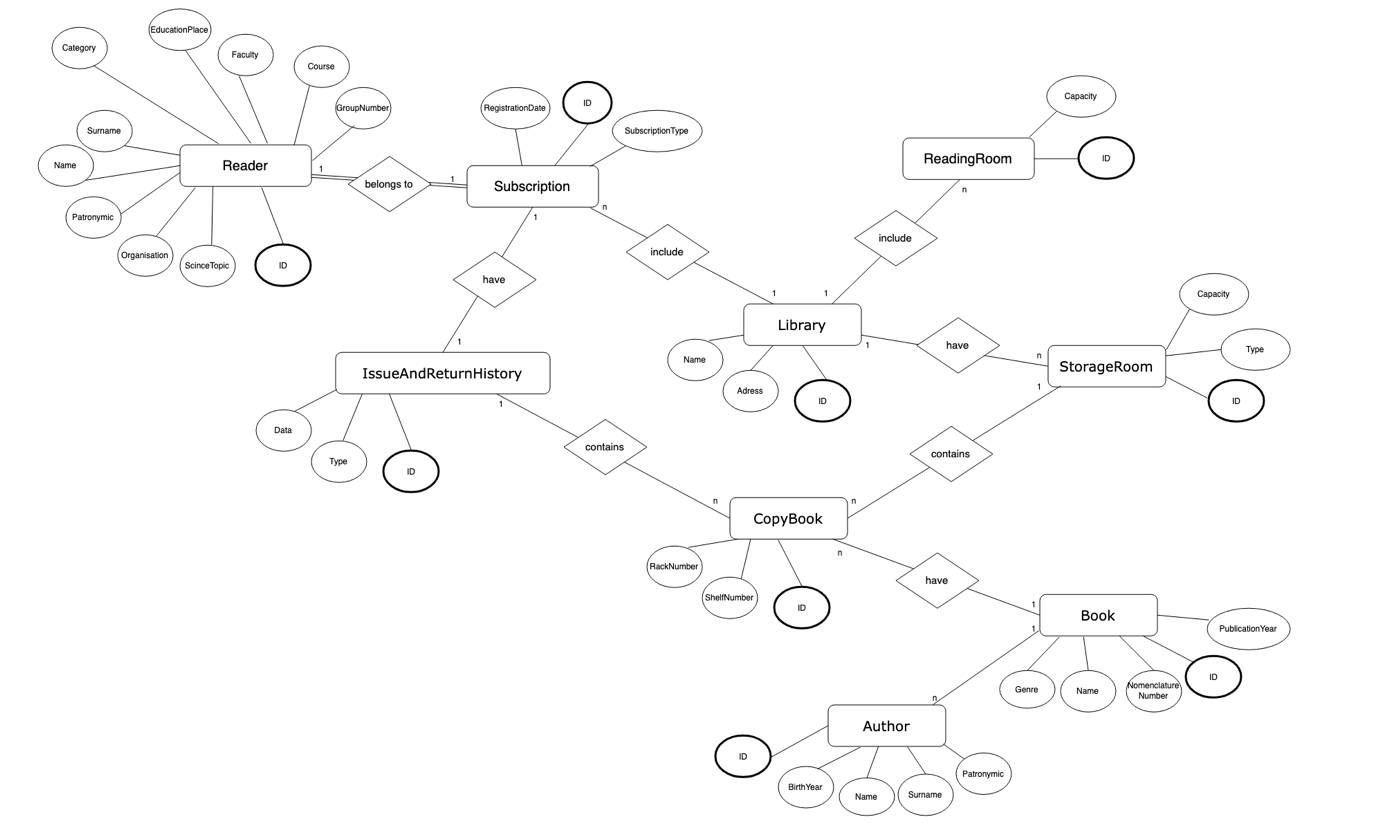 EducationPlace
Category
Faculty
Course
GroupNumber
Surname
Name
Reader
Patronymic
Organisation
ScinceTopic
ID
1
belongs to
1
RegistrationDate
ID
SubscriptionType
Subscription
1
n
have
1
include
1
Capacity
ReadingRoom
ID
n
include
1
Library
Name
Adress
ID
1
have
n
Capacity
StorageRoom
Type
ID
1
IssueAndReturnHistory
Data
Type
ID
1
contains
n
contains
n
CopyBook
RackNumber
ShelfNumber
ID
n
have
1
1
Book
PublicationYear
Genre
Name
Nomenclature
Number
ID
n
Author
ID
BirthYear
Name
Surname
Patronymic